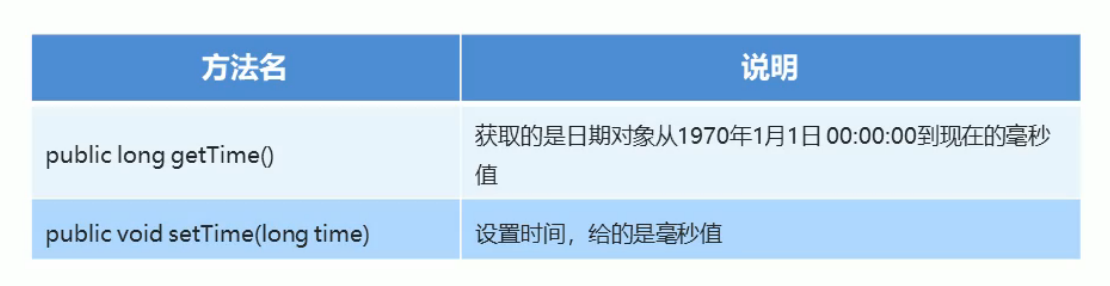 方法名 说明
public long getTime() 获取的是日期对象从1970年1月1日 00:00:00到现在的毫秒
值
public void setTime(long time) 设置时间，给的是毫秒值